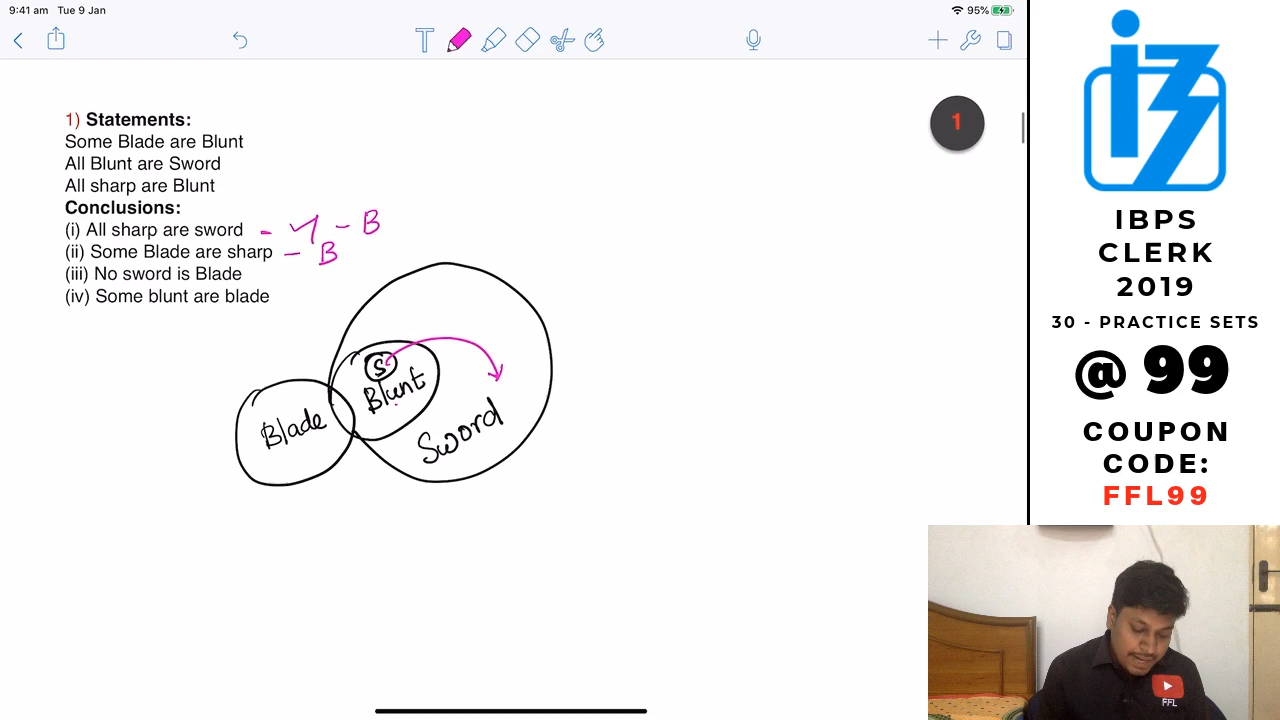 9:41 am Tue 9 Jan
95%
T
1
1) Statements:
Some Blade are Blunt
All Blunt are Sword
All sharp are Blunt
Conclusions:
(i) All sharp are sword - Y - B
(ii) Some Blade are sharp - B
(iii) No sword is Blade
(iv) Some blunt are blade
S
Blunt
Blade
Sword
IBPS
CLERK
2019
30 - PRACTICE SETS
@ 99
COUPON
CODE:
FFL99
FFL